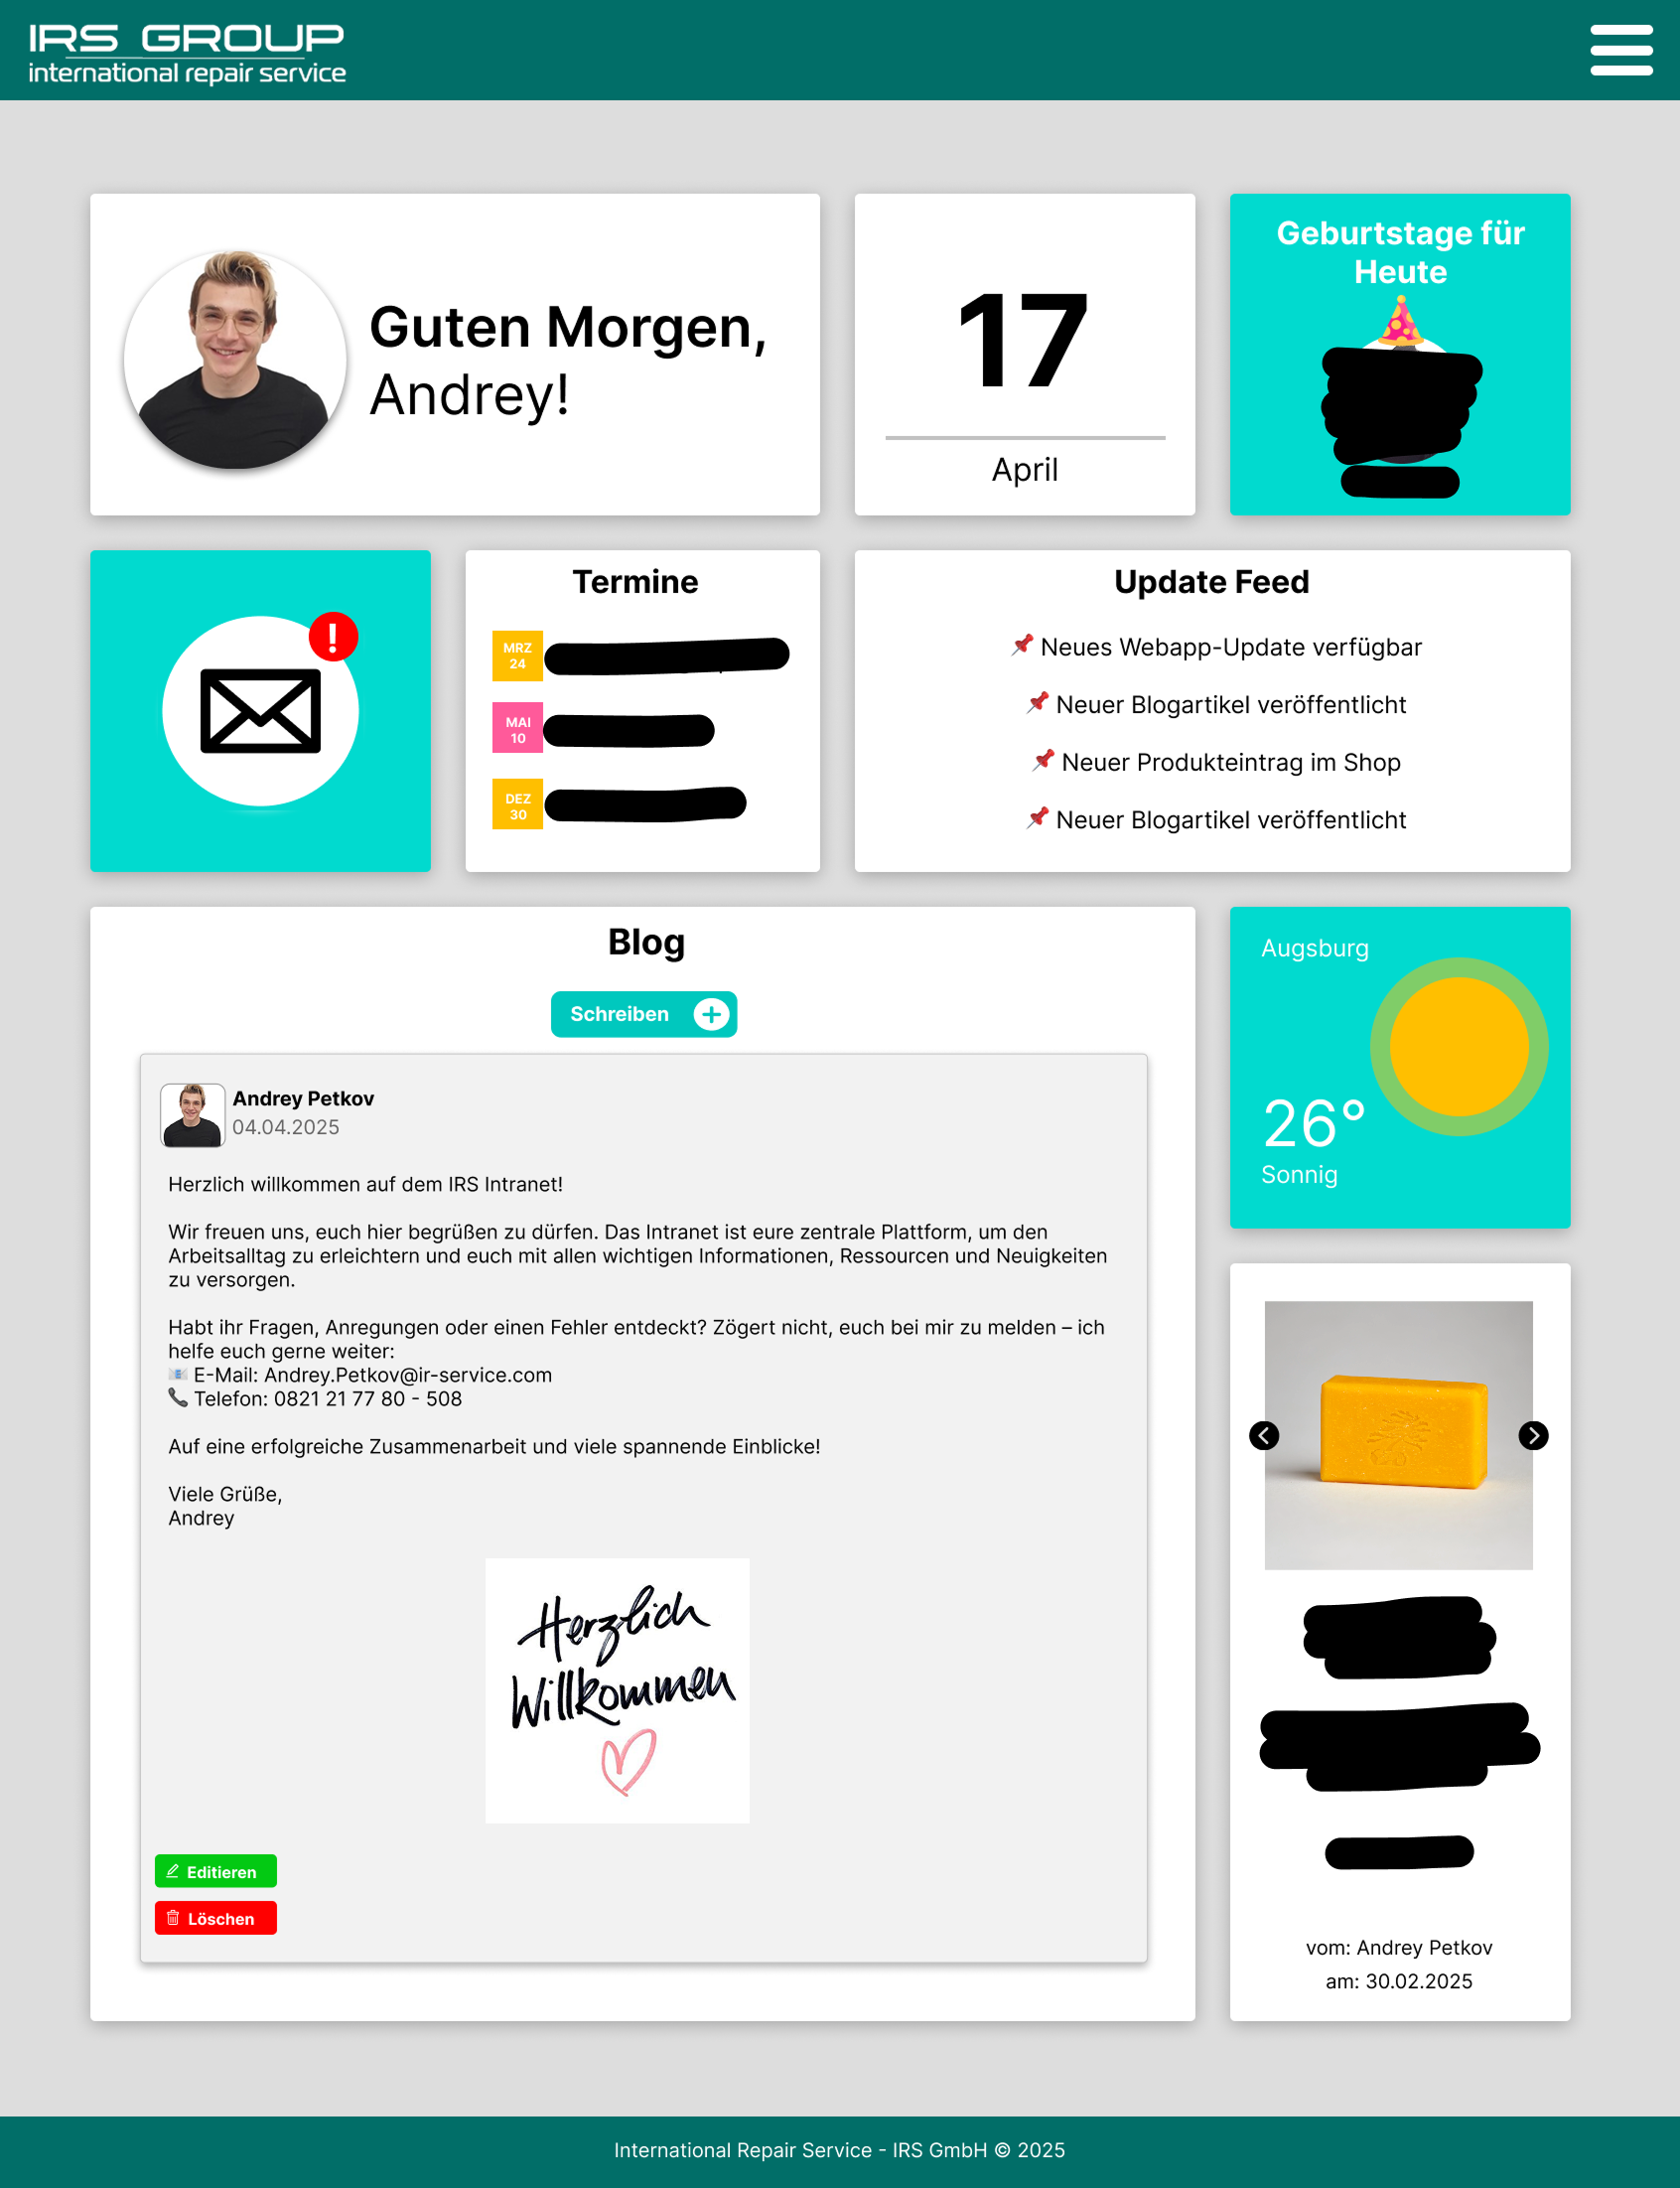 IRS GROUP
international repair service
Guten Morgen,
Andrey!
17
April
Geburtstage für
Heute
!
Termine
MRZ
24
MAI
10
DEZ
30
Update Feed
📌 Neues Webapp-Update verfügbar
📌 Neuer Blogartikel veröffentlicht
📌 Neuer Produkteintrag im Shop
📌 Neuer Blogartikel veröffentlicht
Blog
Schreiben
Andrey Petkov
04.04.2025
Herzlich willkommen auf dem IRS Intranet!
Wir freuen uns, euch hier begrüßen zu dürfen. Das Intranet ist eure zentrale Plattform, um den
Arbeitsalltag zu erleichtern und euch mit allen wichtigen Informationen, Ressourcen und Neuigkeiten
zu versorgen.
Habt ihr Fragen, Anregungen oder einen Fehler entdeckt? Zögert nicht, euch bei mir zu melden – ich
helfe euch gerne weiter:
📧 E-Mail: Andrey.Petkov@ir-service.com
📞 Telefon: 0821 21 77 80 - 508
Auf eine erfolgreiche Zusammenarbeit und viele spannende Einblicke!
Viele Grüße,
Andrey
Herzlich
Willkommen
Editieren
Löschen
Augsburg
26°
Sonnig
vom: Andrey Petkov
am: 30.02.2025
International Repair Service - IRS GmbH © 2025